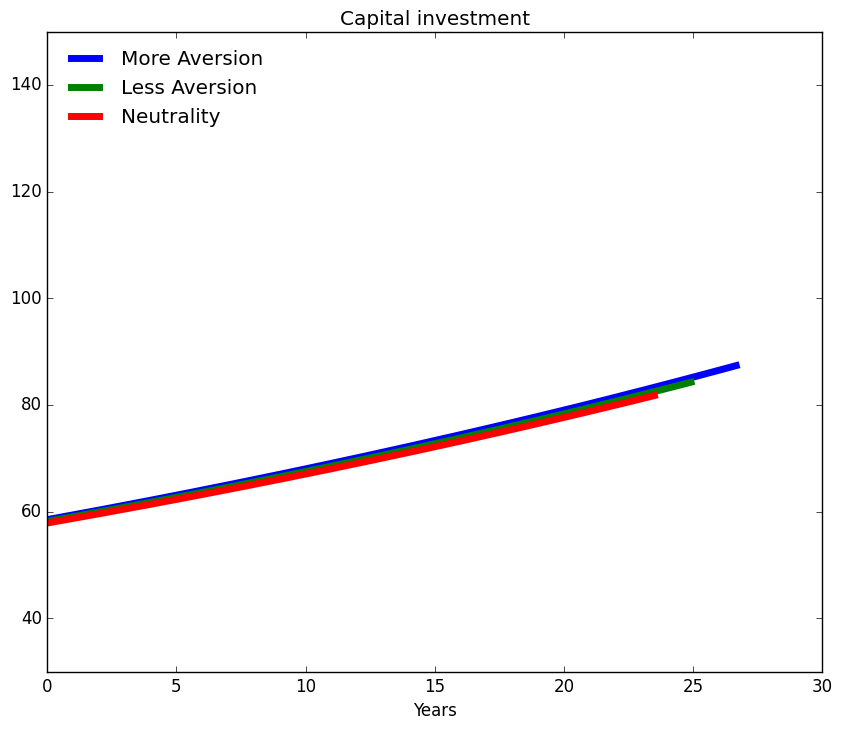 Capital investment
More Aversion
Less Aversion
Neutrality
140
120
100
80
60
40
0 5 10 15 20 25 30
Years